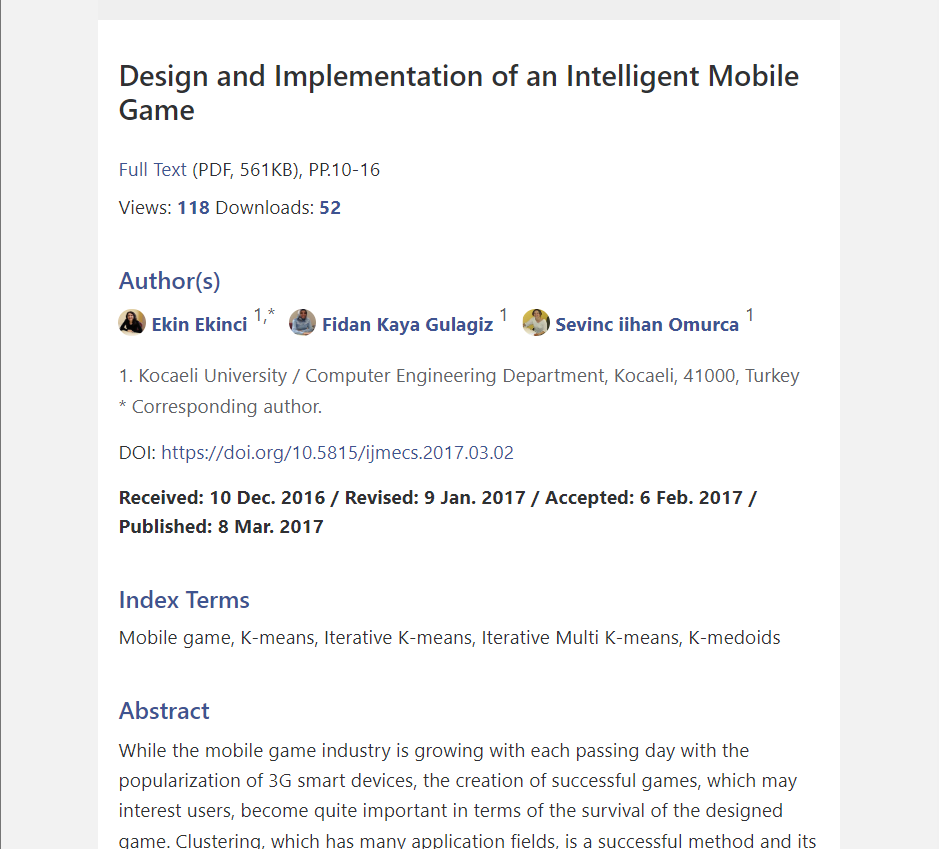 Design and Implementation of an Intelligent Mobile
Game
Full Text (PDF, 561KB), PP.10-16
Views: 118 Downloads: 52
Author(s)
Ekin Ekinci 1,* Fidan Kaya Gulagiz 1 Sevinc iihan Omurca 1
1. Kocaeli University / Computer Engineering Department, Kocaeli, 41000, Turkey
* Corresponding author.
DOI: https://doi.org/10.5815/ijmecs.2017.03.02
Received: 10 Dec. 2016 / Revised: 9 Jan. 2017 / Accepted: 6 Feb. 2017 /
Published: 8 Mar. 2017
Index Terms
Mobile game, K-means, Iterative K-means, Iterative Multi K-means, K-medoids
Abstract
While the mobile game industry is growing with each passing day with the
popularization of 3G smart devices, the creation of successful games, which may
interest users, become quite important in terms of the survival of the designed
game. Clustering, which has many application fields, is a successful method and its